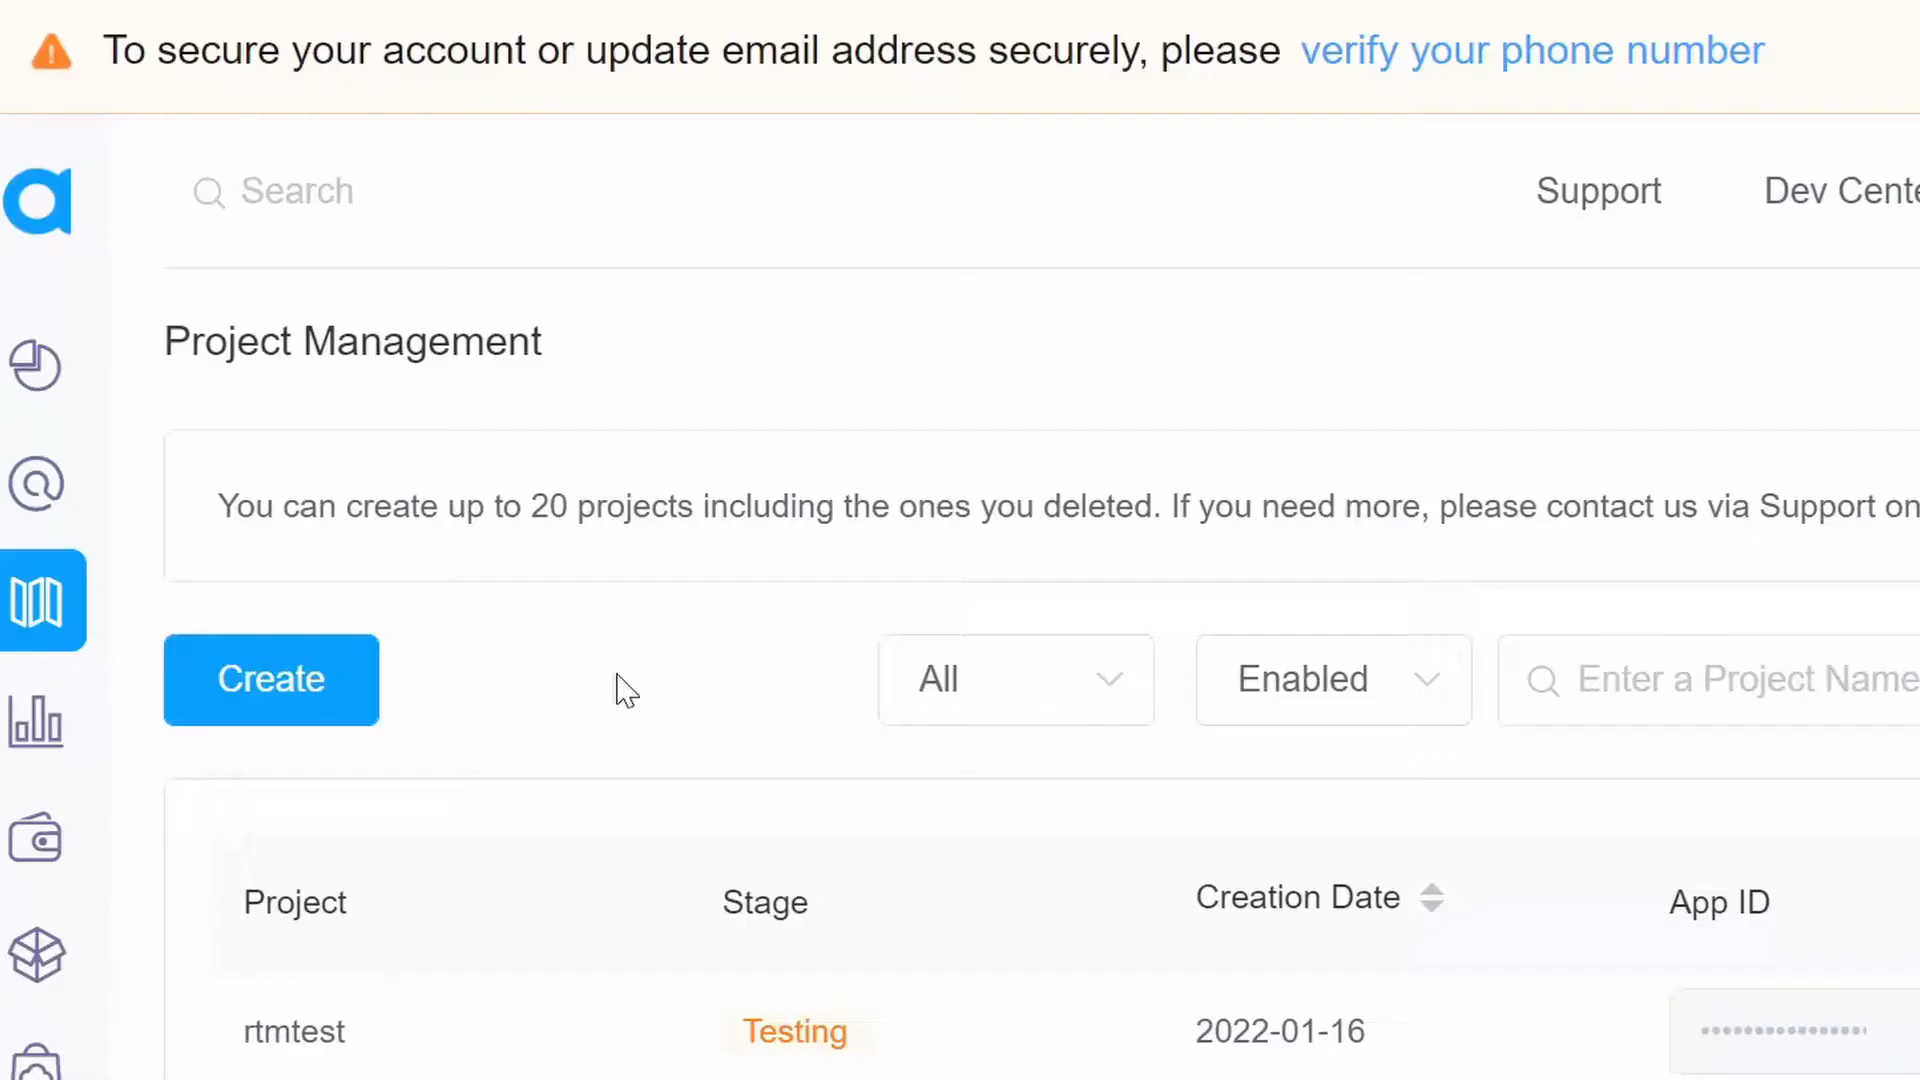 To secure your account or update email address securely, please verify your phone number
Search
Support
Dev Cente
Project Management
You can create up to 20 projects including the ones you deleted. If you need more, please contact us via Support on
Create
All
Enabled
Enter a Project Name
Project
Stage
Creation Date
App ID
rtmtest
Testing
2022-01-16